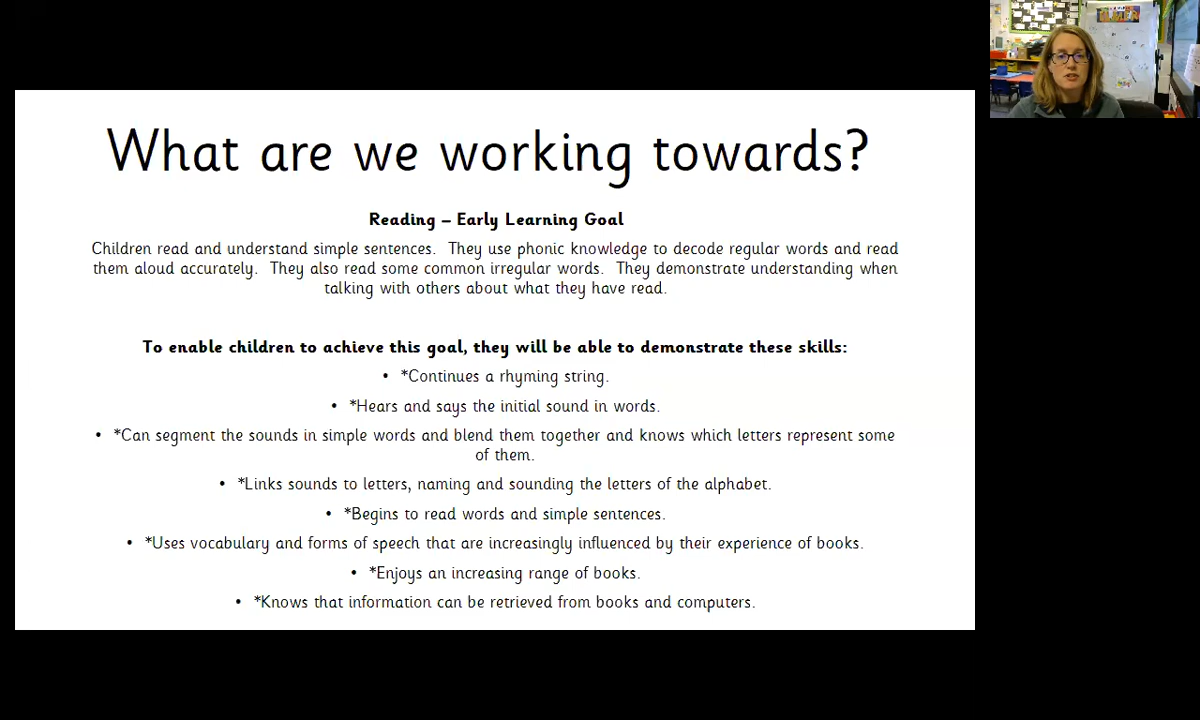 What are we working towards?
Reading – Early Learning Goal
Children read and understand simple sentences. They use phonic knowledge to decode regular words and read
them aloud accurately. They also read some common irregular words. They demonstrate understanding when
talking with others about what they have read.
To enable children to achieve this goal, they will be able to demonstrate these skills:
• *Continues a rhyming string.
• *Hears and says the initial sound in words.
• *Can segment the sounds in simple words and blend them together and knows which letters represent some
of them.
• *Links sounds to letters, naming and sounding the letters of the alphabet.
• *Begins to read words and simple sentences.
• *Uses vocabulary and forms of speech that are increasingly influenced by their experience of books.
• *Enjoys an increasing range of books.
• *Knows that information can be retrieved from books and computers.